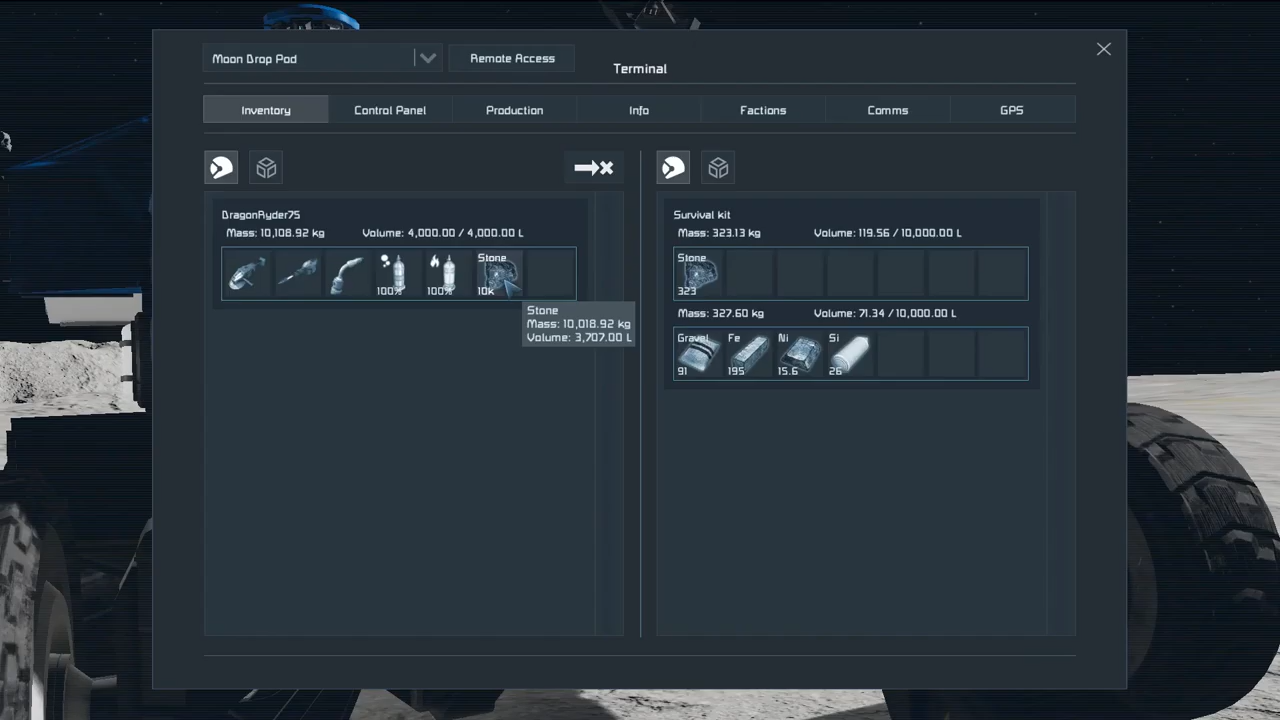 Moon Drop Pod
Remote Access
Terminal
Inventory
Control Panel
Production
Info
Factions
Comms
GPS
DragonRyder75
Mass: 10,108.92 kg
Volume: 4,000.00 / 4,000.00 L
100%
100%
Stone
10k
Stone
Mass: 10,018.92 kg
Volume: 3,707.00 L
Survival kit
Mass: 323.13 kg
Volume: 119.56 / 10,000.00 L
Stone
323
Mass: 327.60 kg
Volume: 71.34 / 10,000.00 L
Gravel
91
Fe
195
Ni
15.6
Si
26